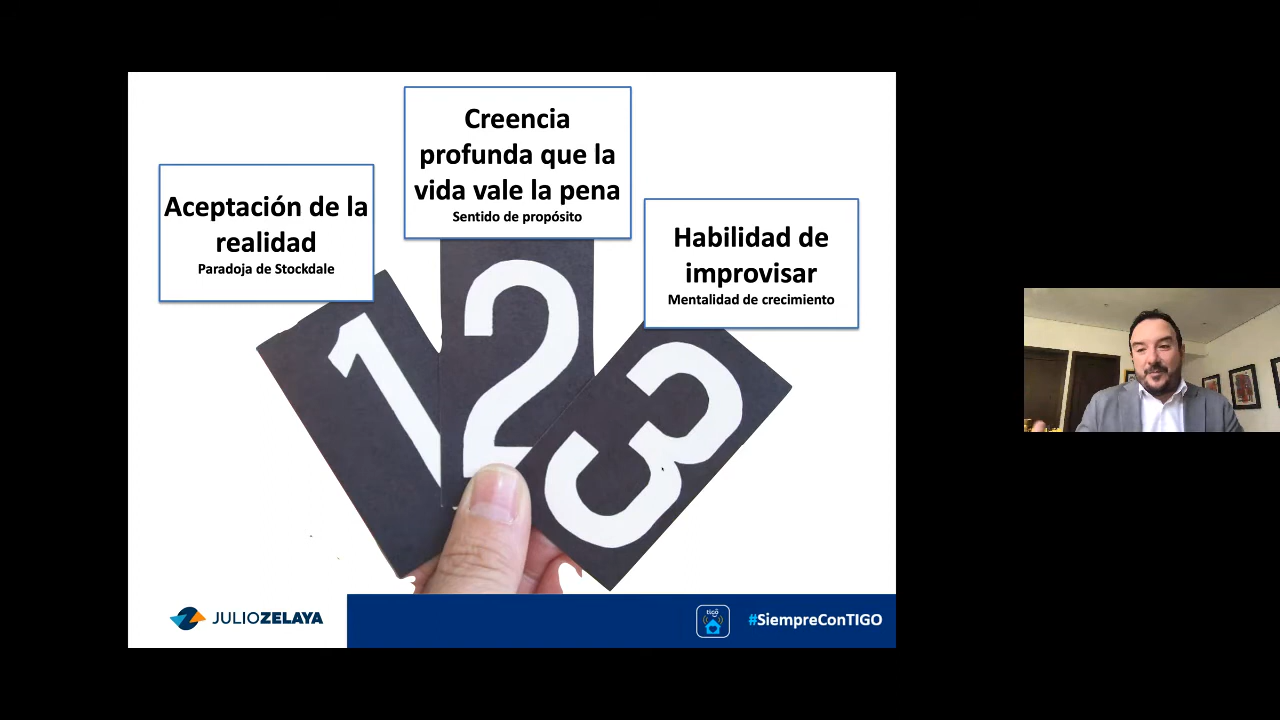 Creencia
profunda que la
vida vale la pena
Sentido de propósito
Aceptación de la
realidad
Paradoja de Stockdale
Habilidad de
improvisar
Mentalidad de crecimiento
1
2
3
JULIOZELAYA
tigo
#SiempreConTIGO